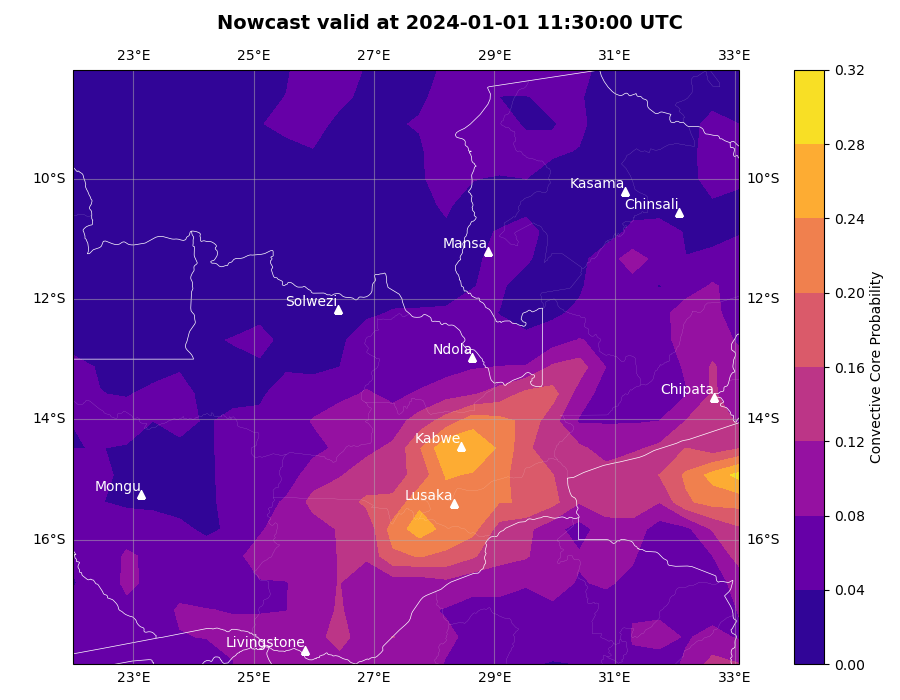 Nowcast valid at 2024-01-01 11:30:00 UTC
23°E 25°E 27°E 29°E 31°E 33°E
0.32
0.28
10°S 10°S
Kasama
Chinsali
0.24
Mansa
12°S 12°S
Solwezi
0.20
Ndola
0.16
Chipata
14°S 14°S
Kabwe
0.12
Mongu
Lusaka
0.08
16°S 16°S
0.04
Livingstone
0.00
23°E 25°E 27°E 29°E 31°E 33°E
Convective Core Probability